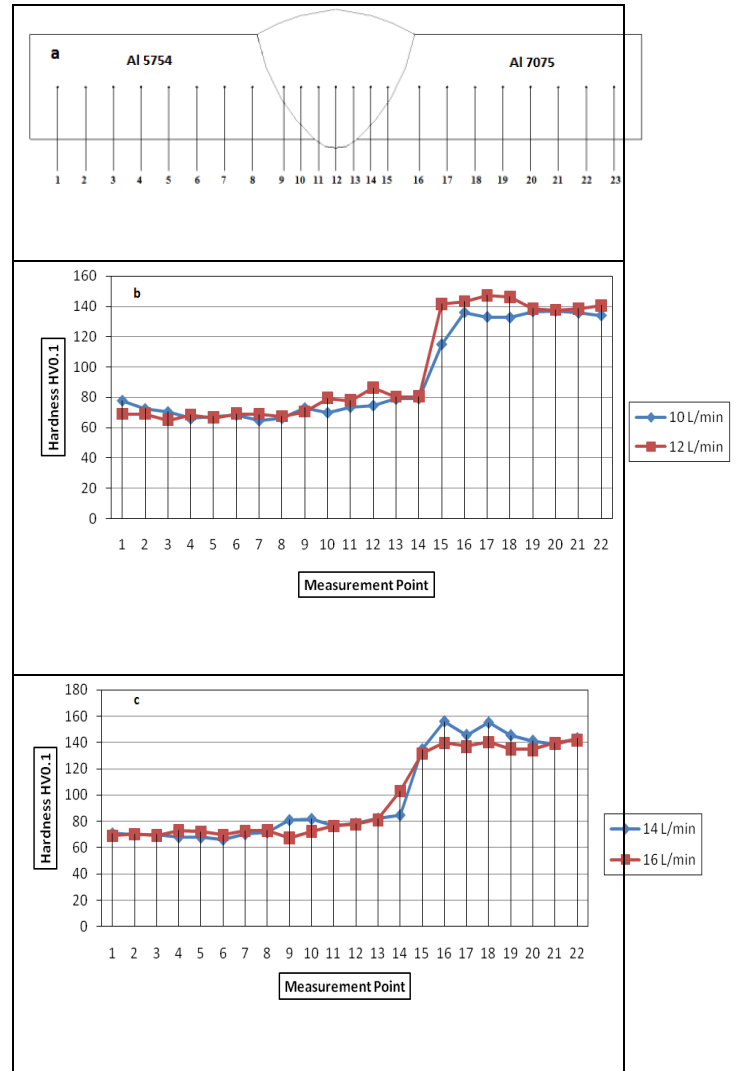 a
Al 5754
Al 7075
1 2 3 4 5 6 7 8 9 10 11 12 13 14 15 16 17 18 19 20 21 22 23
b
Hardness HV0.1
160
140
120
100
80
60
40
20
0
1 2 3 4 5 6 7 8 9 10 11 12 13 14 15 16 17 18 19 20 21 22
Measurement Point
10 L/min
12 L/min
c
Hardness HV0.1
180
160
140
120
100
80
60
40
20
0
1 2 3 4 5 6 7 8 9 10 11 12 13 14 15 16 17 18 19 20 21 22
Measurement Point
14 L/min
16 L/min